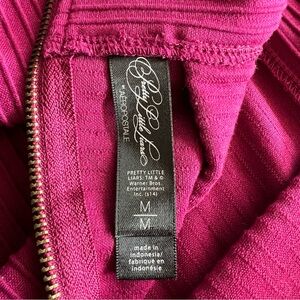 Pretty Little Liars
AÉROPOSTALE
PRETTY LITTLE
LIARS: TM & ©
Warner Bros.
Entertainment
Inc. (s14)
M
M
made in
indonesia/
fabriqué en
indonésie